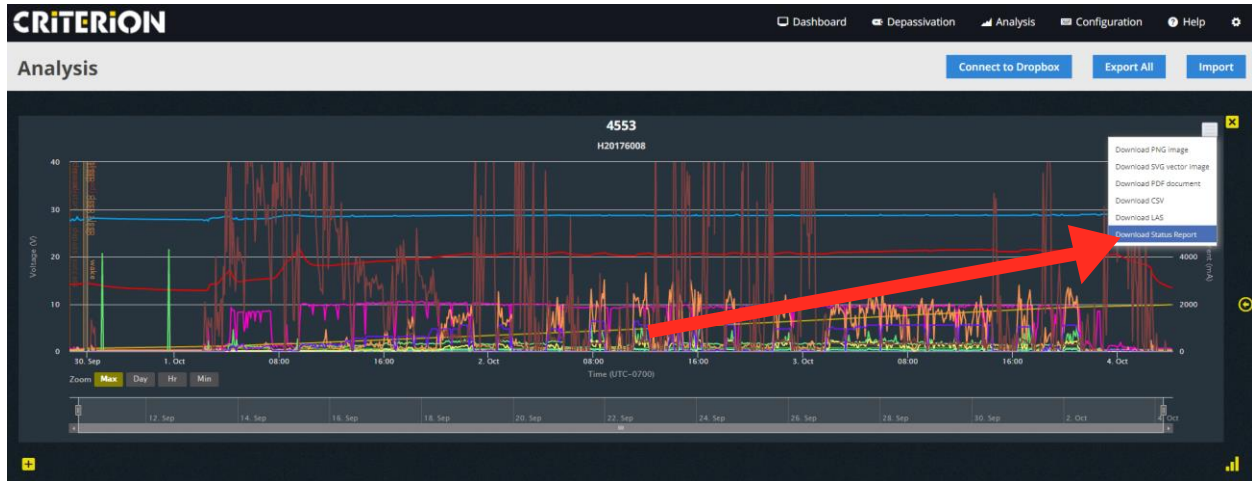 CRiTERiON
Dashboard
Depassivation
Analysis
Configuration
Help
Analysis
Connect to Dropbox
Export All
Import
4553
H20176008
Download PNG image
Download SVG vector image
Download PDF document
Download CSV
Download LAS
Download Status Report
40
30
20
10
0
Voltage (V)
wake
4000
2000
0
(mA)
30. Sep
1. Oct
08:00
16:00
2. Oct
08:00
16:00
3. Oct
08:00
16:00
4. Oct
Time (UTC-0700)
Zoom
Max
Day
Hr
Min
12. Sep
14. Sep
16. Sep
18. Sep
20. Sep
22. Sep
24. Sep
26. Sep
28. Sep
30. Sep
2. Oct
4. Oct